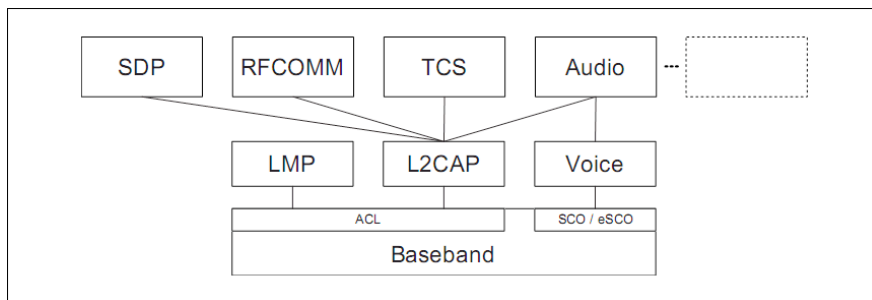 SDP
RFCOMM
TCS
Audio
---
LMP
L2CAP
Voice
ACL
SCO / eSCO
Baseband